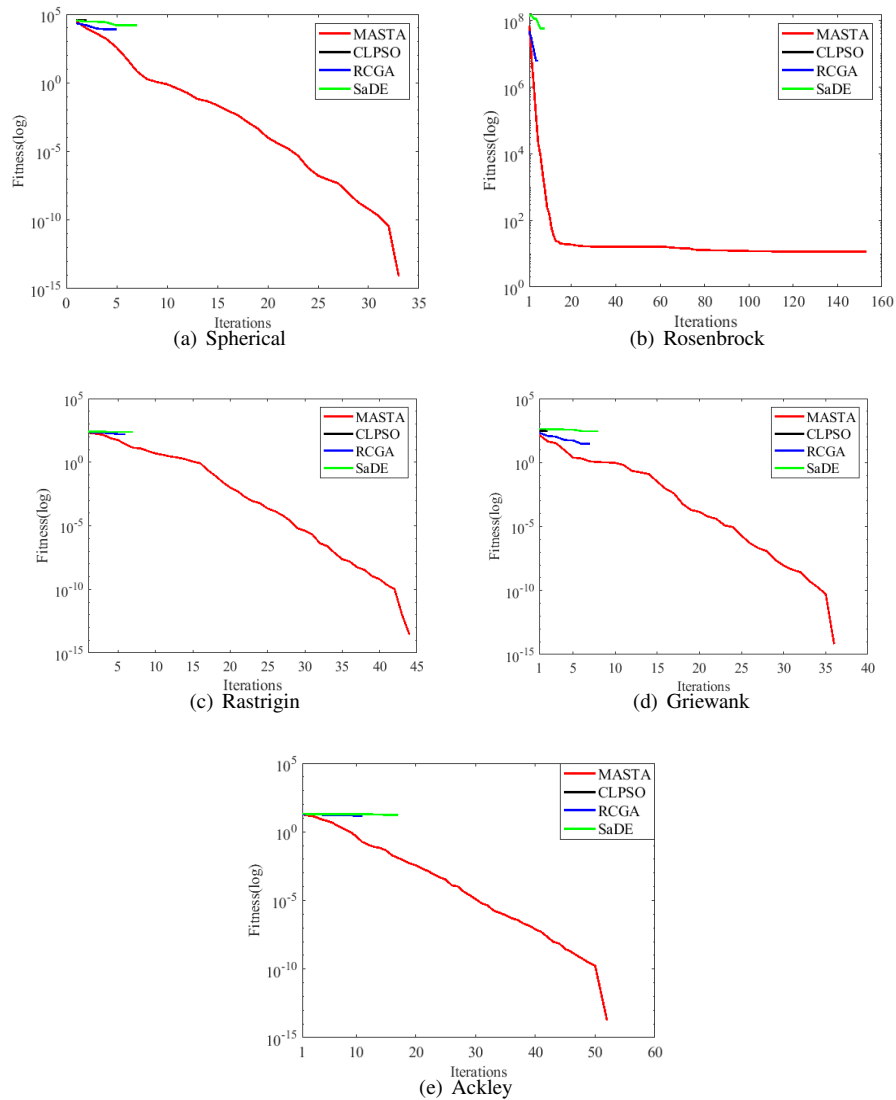 10^5
10^0
10^-5
10^-10
10^-15
Fitness(log)
MASTA
CLPSO
RCGA
SaDE
0 5 10 15 20 25 30 35
Iterations
(a) Spherical
10^8
10^6
10^4
10^2
10^0
Fitness(log)
MASTA
CLPSO
RCGA
SaDE
1 20 40 60 80 100 120 140 160
Iterations
(b) Rosenbrock
10^5
10^0
10^-5
10^-10
10^-15
Fitness(log)
MASTA
CLPSO
RCGA
SaDE
5 10 15 20 25 30 35 40 45
Iterations
(c) Rastrigin
10^5
10^0
10^-5
10^-10
10^-15
Fitness(log)
MASTA
CLPSO
RCGA
SaDE
1 5 10 15 20 25 30 35 40
Iterations
(d) Griewank
10^5
10^0
10^-5
10^-10
10^-15
Fitness(log)
MASTA
CLPSO
RCGA
SaDE
1 10 20 30 40 50 60
Iterations
(e) Ackley